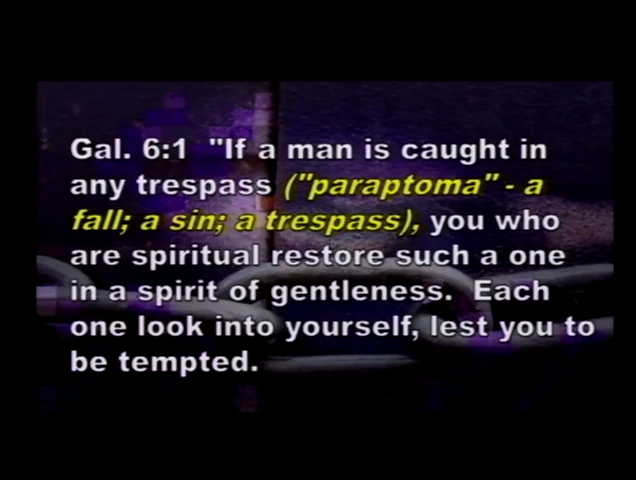 Gal. 6:1 "If a man is caught in
any trespass ("paraptoma" - a
fall; a sin; a trespass), you who
are spiritual restore such a one
in a spirit of gentleness. Each
one look into yourself, lest you to
be tempted.